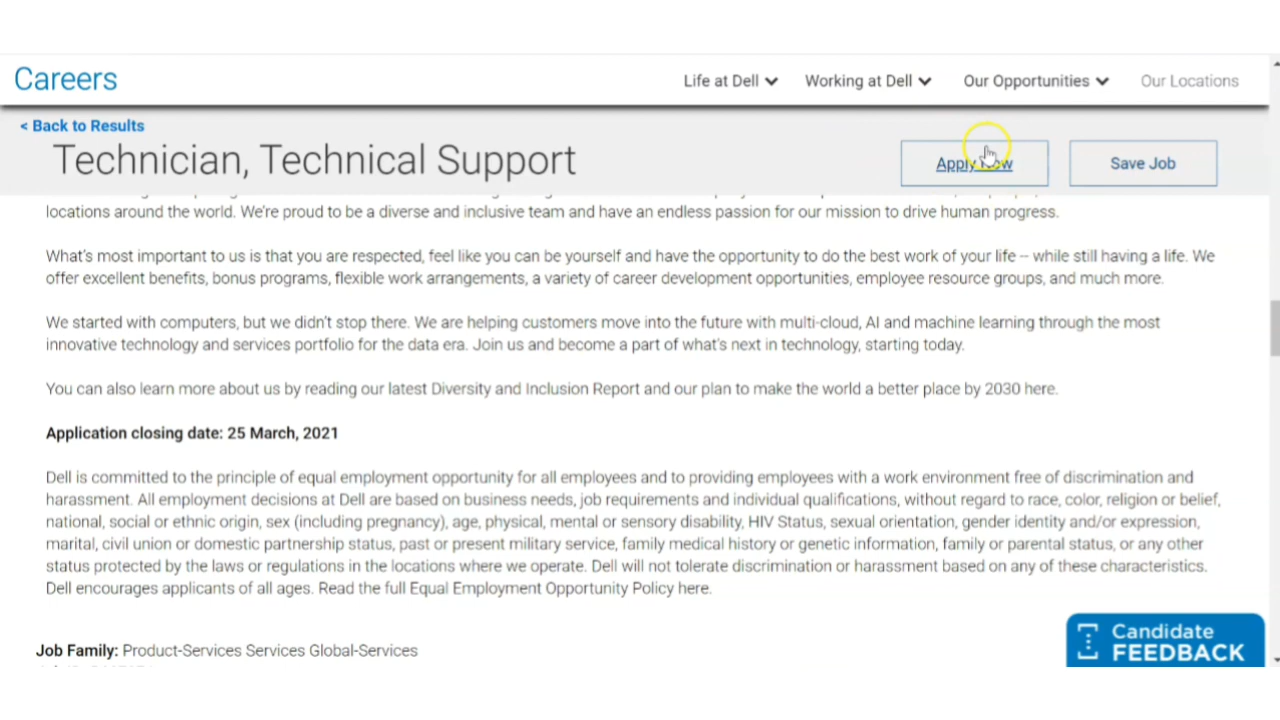 Careers
Life at Dell
Working at Dell
Our Opportunities
Our Locations
< Back to Results
Technician, Technical Support
Apply Now
Save Job
locations around the world. We're proud to be a diverse and inclusive team and have an endless passion for our mission to drive human progress.
What's most important to us is that you are respected, feel like you can be yourself and have the opportunity to do the best work of your life -- while still having a life. We
offer excellent benefits, bonus programs, flexible work arrangements, a variety of career development opportunities, employee resource groups, and much more.
We started with computers, but we didn't stop there. We are helping customers move into the future with multi-cloud, AI and machine learning through the most
innovative technology and services portfolio for the data era. Join us and become a part of what's next in technology, starting today.
You can also learn more about us by reading our latest Diversity and Inclusion Report and our plan to make the world a better place by 2030 here.
Application closing date: 25 March, 2021
Dell is committed to the principle of equal employment opportunity for all employees and to providing employees with a work environment free of discrimination and
harassment. All employment decisions at Dell are based on business needs, job requirements and individual qualifications, without regard to race, color, religion or belief,
national, social or ethnic origin, sex (including pregnancy), age, physical, mental or sensory disability, HIV Status, sexual orientation, gender identity and/or expression,
marital, civil union or domestic partnership status, past or present military service, family medical history or genetic information, family or parental status, or any other
status protected by the laws or regulations in the locations where we operate. Dell will not tolerate discrimination or harassment based on any of these characteristics.
Dell encourages applicants of all ages. Read the full Equal Employment Opportunity Policy here.
Job Family: Product-Services Services Global-Services
Candidate
FEEDBACK